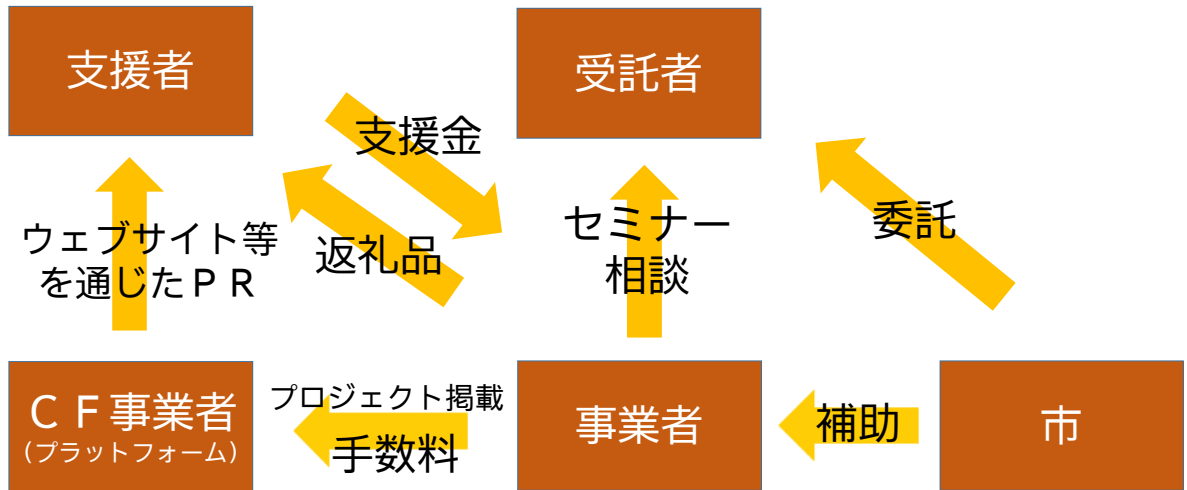 支援者
受託者
支援金
返礼品
ウェブサイト等
を通じたＰＲ
セミナー
相談
委託
ＣＦ事業者
（プラットフォーム）
プロジェクト掲載
手数料
事業者
補助
市